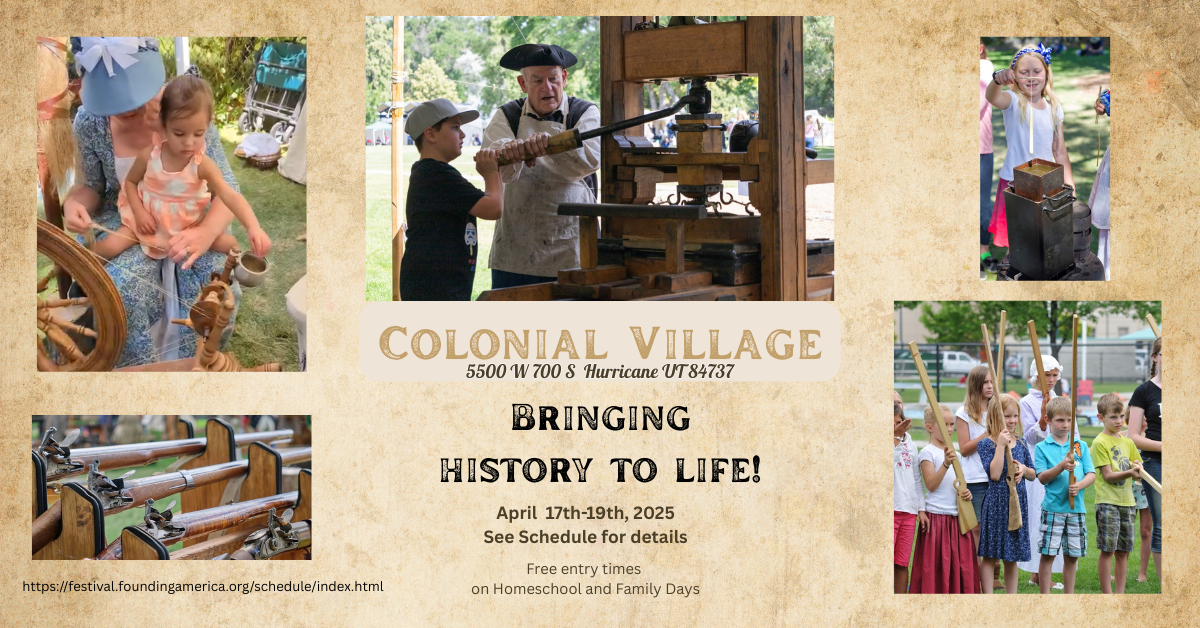 Colonial Village
5500 W 700 S Hurricane UT 84737
Bringing
history to life!
April 17th-19th, 2025
See Schedule for details
Free entry times
on Homeschool and Family Days
https://festival.foundingamerica.org/schedule/index.html